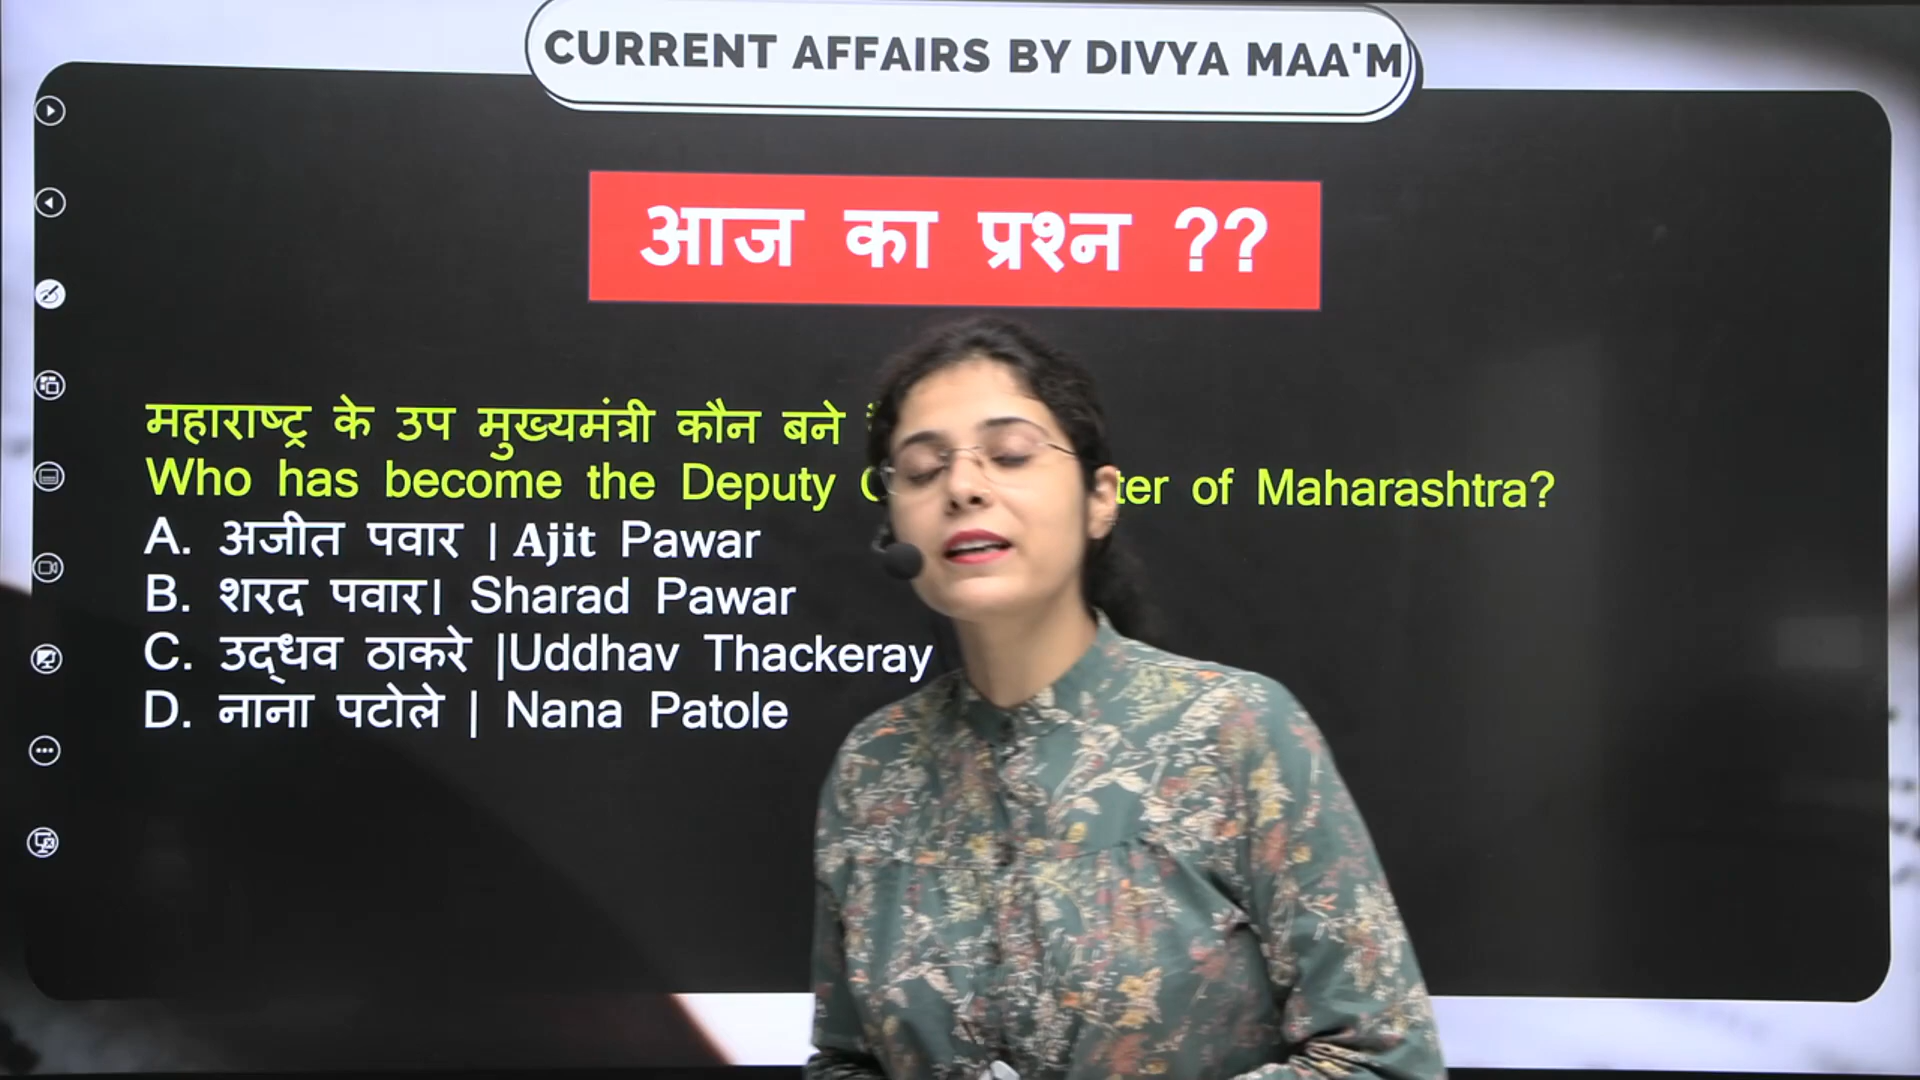 CURRENT AFFAIRS BY DIVYA MAA'M
आज का प्रश्न ??
महाराष्ट्र के उप मुख्यमंत्री कौन बने
Who has become the Deputy of Maharashtra?
A. अजीत पवार | Ajit Pawar
B. शरद पवार। Sharad Pawar
C. उद्धव ठाकरे |Uddhav Thackeray
D. नाना पटोले | Nana Patole